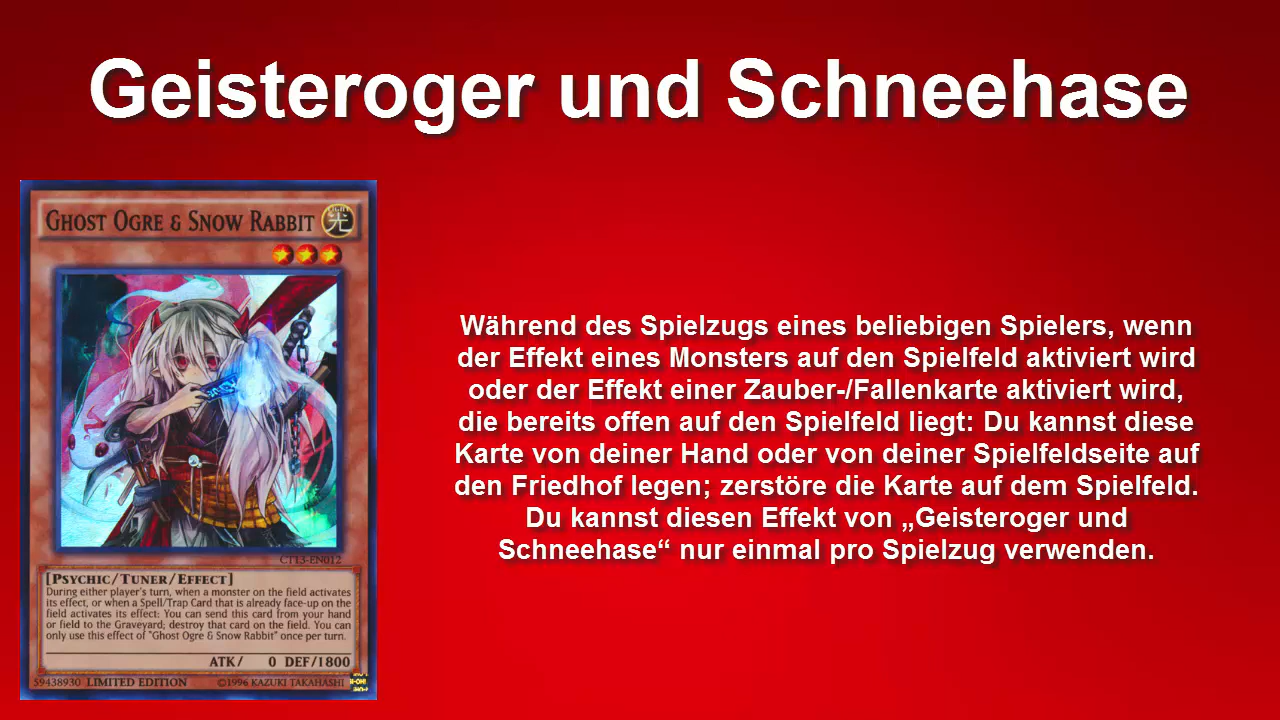 Geisteroger und Schneehase
GHOST OGRE & SNOW RABBIT
LIGHT
光
CT13-EN012
[PSYCHIC/TUNER/EFFECT]
During either player's turn, when a monster on the field activates
its effect, or when a Spell/Trap Card that is already face-up on the
field activates its effect: You can send this card from your hand
or field to the Graveyard; destroy that card on the field. You can
only use this effect of "Ghost Ogre & Snow Rabbit" once per turn.
ATK/ 0 DEF/1800
59438930 LIMITED EDITION ©1996 KAZUKI TAKAHASHI
Während des Spielzugs eines beliebigen Spielers, wenn
der Effekt eines Monsters auf den Spielfeld aktiviert wird
oder der Effekt einer Zauber-/Fallenkarte aktiviert wird,
die bereits offen auf den Spielfeld liegt: Du kannst diese
Karte von deiner Hand oder von deiner Spielfeldseite auf
den Friedhof legen; zerstöre die Karte auf dem Spielfeld.
Du kannst diesen Effekt von „Geisteroger und
Schneehase“ nur einmal pro Spielzug verwenden.